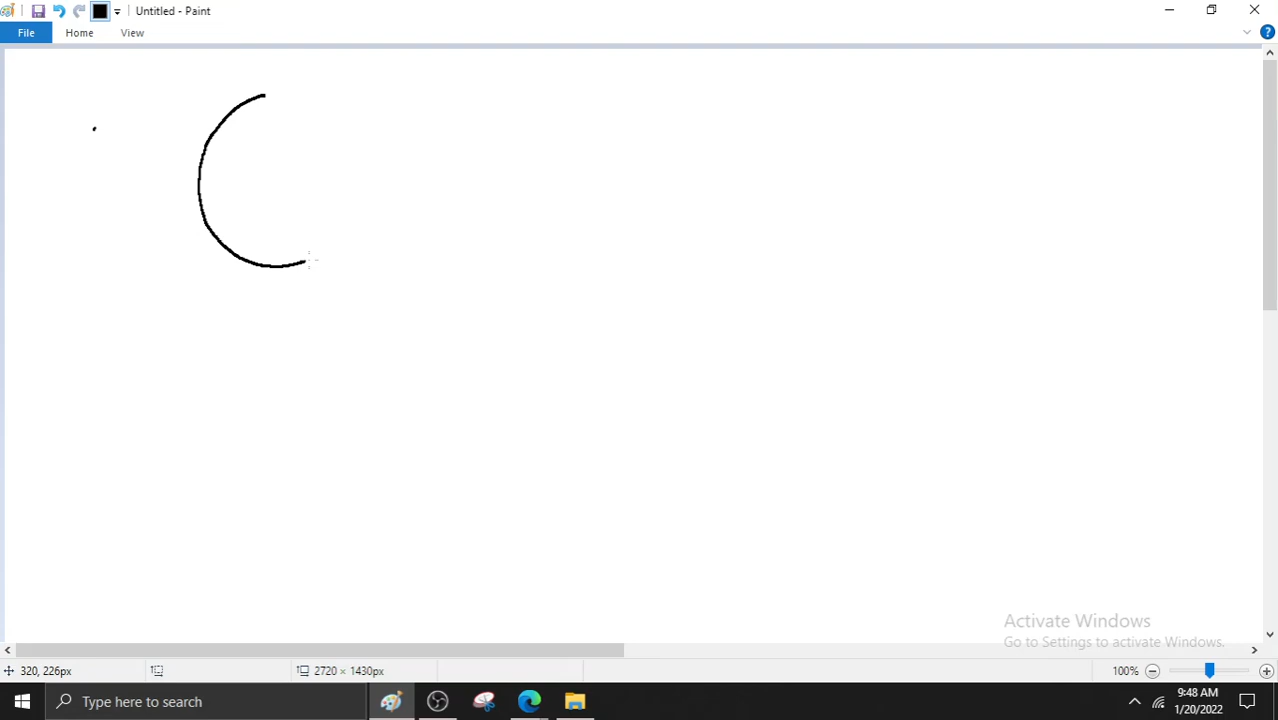 Untitled - Paint
File Home View
Activate Windows
Go to Settings to activate Windows.
320, 226px 2720 × 1430px 100%
Type here to search
9:48 AM
1/20/2022